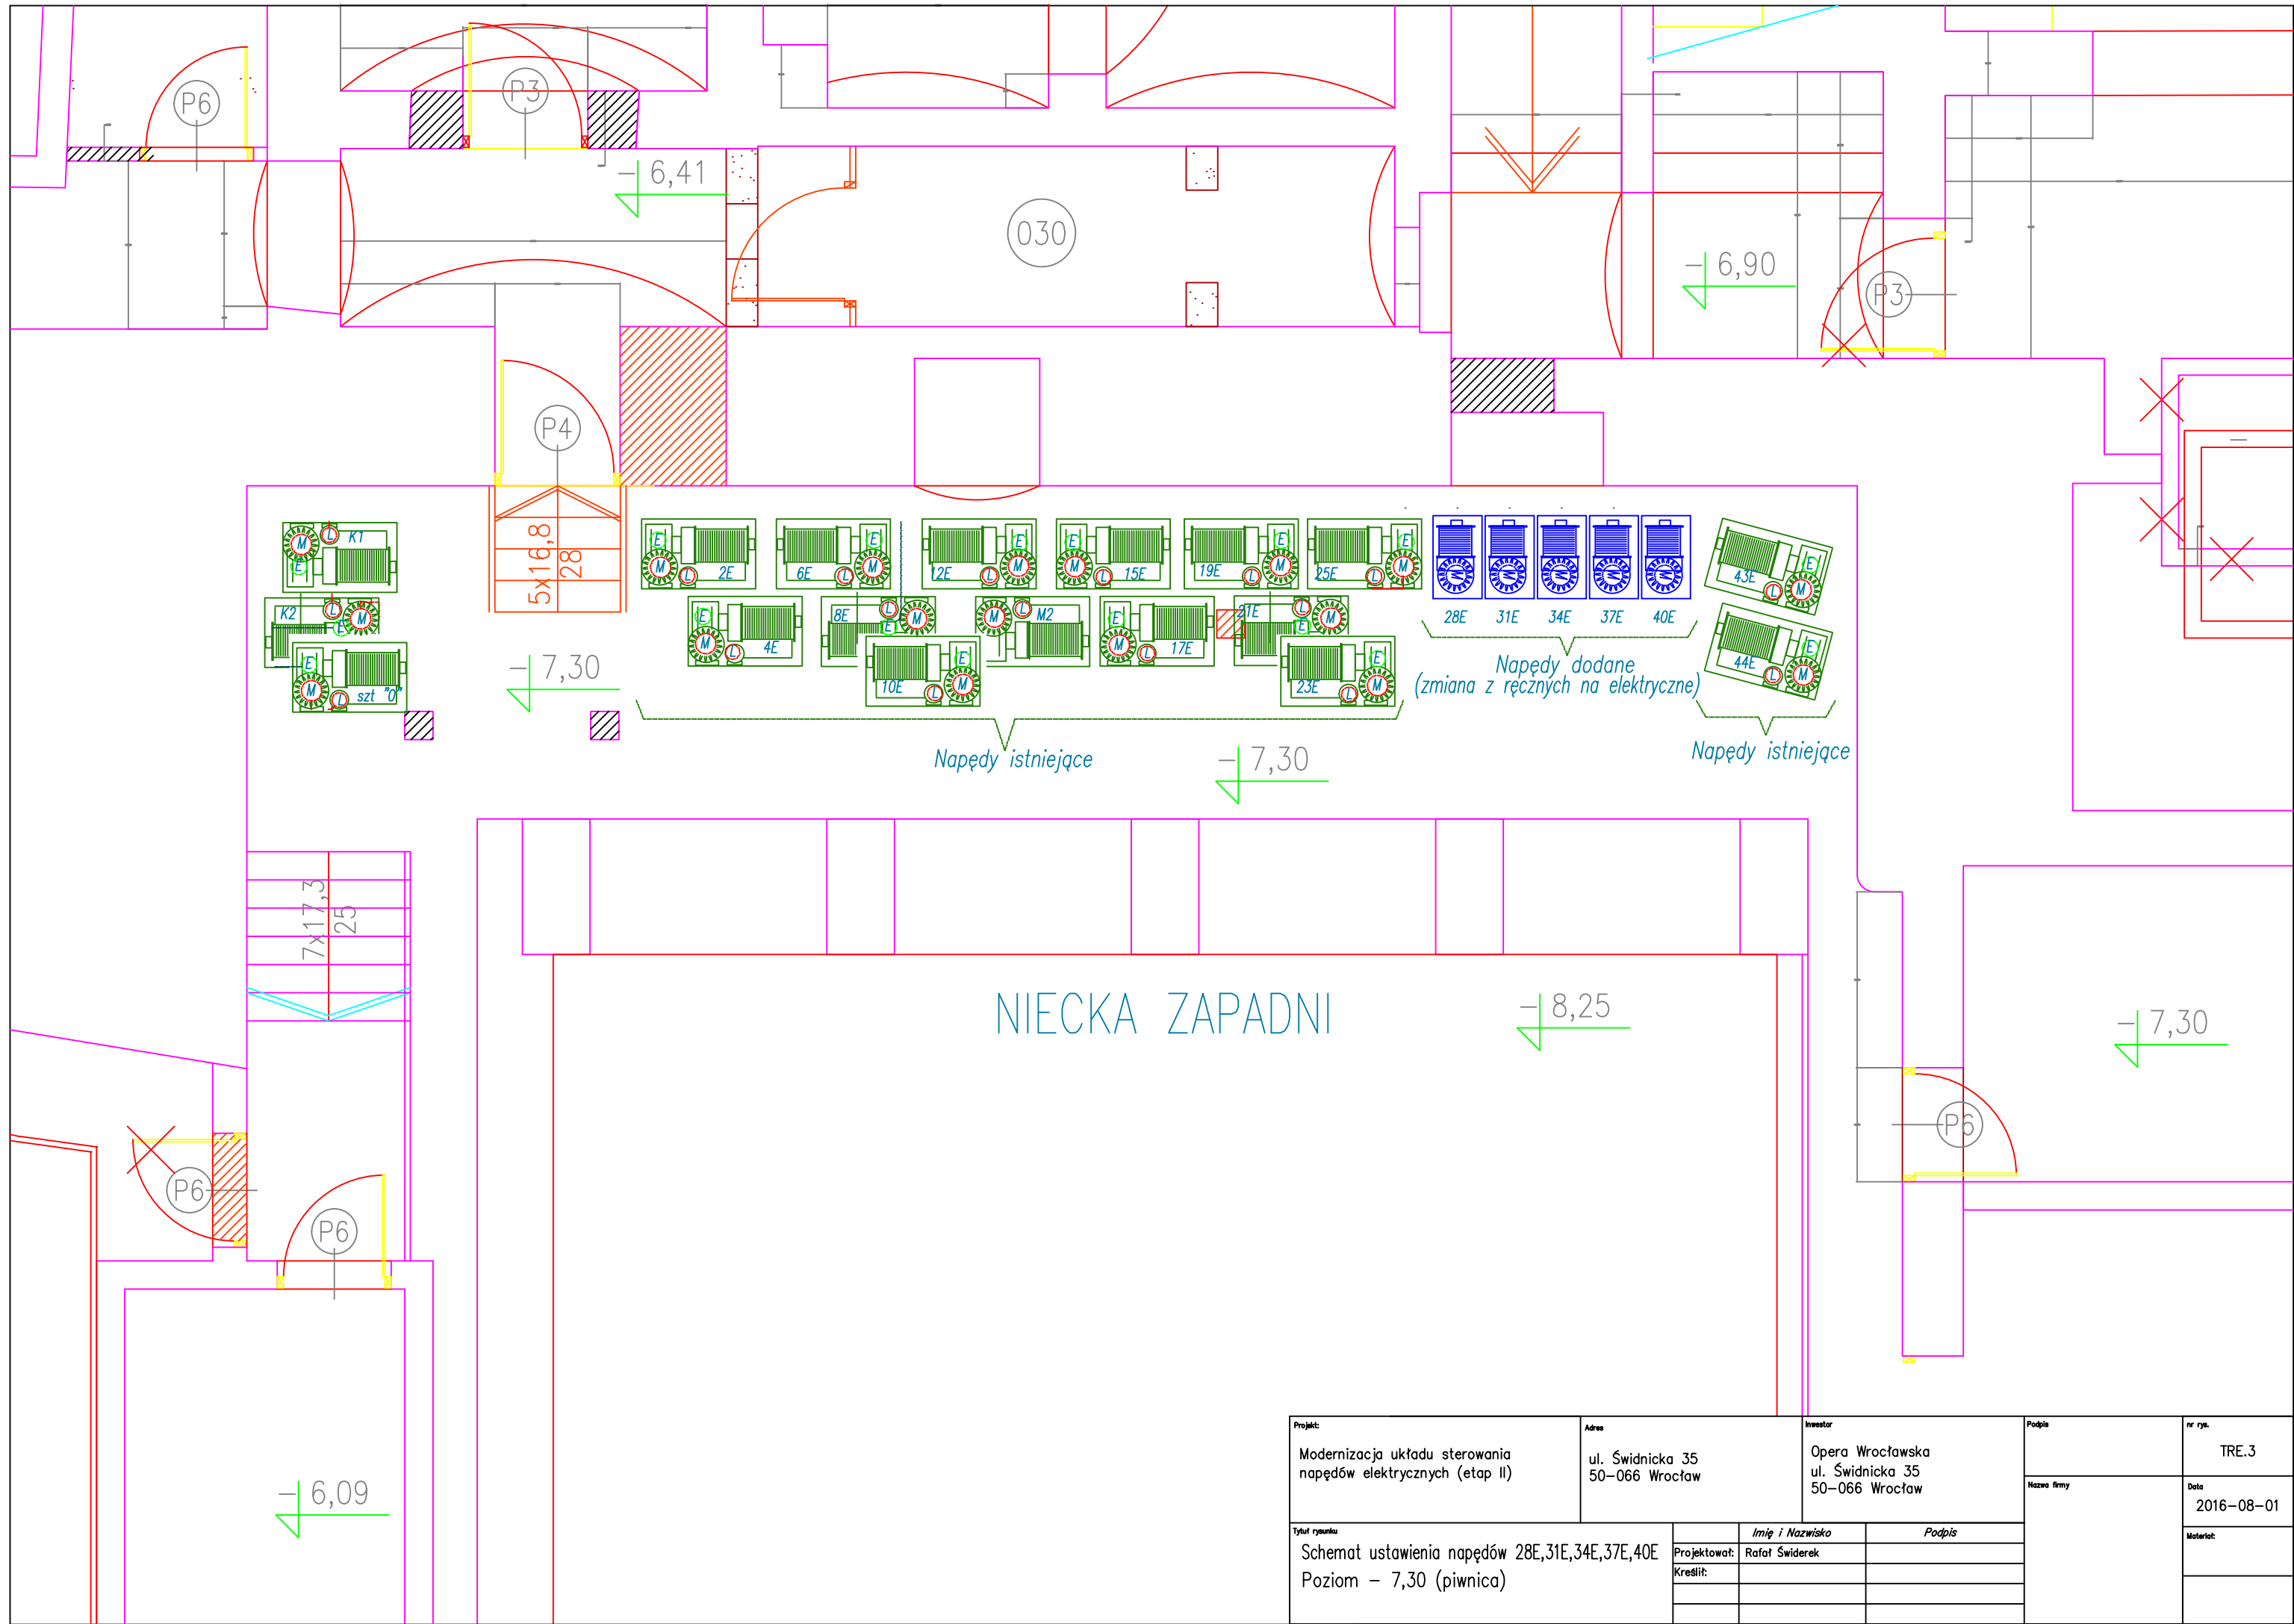 P6
P3
- 6,41
030
- 6,90
P3
P4
5x16,8
28
K1
M
L
E
K2
L
M
E
E
M
L
szt "0"
E
M
L
2E
E
6E
L
M
E
12E
L
M
E
M
L
15E
E
19E
L
M
E
25E
L
M
E
M
L
4E
8E
L
E
M
E
10E
L
M
M
L
M2
E
M
L
17E
21E
L
E
M
E
23E
L
M
M
M
M
M
M
28E
31E
34E
37E
40E
43E
E
L
M
44E
E
L
M
- 7,30
Napędy dodane
(zmiana z ręcznych na elektryczne)
Napędy istniejące
Napędy istniejące
- 7,30
7x17,3
25
NIECKA ZAPADNI
- 8,25
- 7,30
P6
P6
P6
- 6,09
Projekt:
Modernizacja układu sterowania
napędów elektrycznych (etap II)
Adres
ul. Świdnicka 35
50-066 Wrocław
Inwestor
Opera Wrocławska
ul. Świdnicka 35
50-066 Wrocław
Podpis
nr rys.
TRE.3
Nazwa firmy
Data
2016-08-01
Materiał:
Tytuł rysunku
Schemat ustawienia napędów 28E,31E,34E,37E,40E
Poziom - 7,30 (piwnica)
Imię i Nazwisko
Podpis
Projektował:
Rafał Świderek
Kreślił: